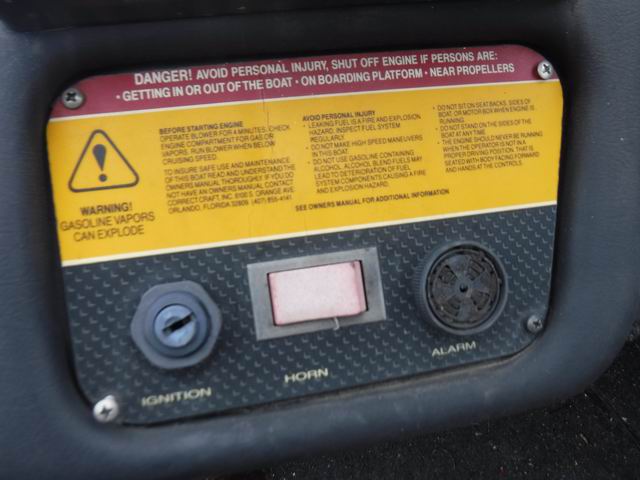 DANGER! AVOID PERSONAL INJURY, SHUT OFF ENGINE IF PERSONS ARE:
• GETTING IN OR OUT OF THE BOAT • ON BOARDING PLATFORM • NEAR PROPELLERS
WARNING!
GASOLINE VAPORS
CAN EXPLODE
BEFORE STARTING ENGINE
OPERATE BLOWER FOR 4 MINUTES, CHECK
ENGINE COMPARTMENT FOR GAS OR
VAPORS. RUN BLOWER WHEN BELOW
CRUISING SPEED.
TO INSURE SAFE USE AND MAINTENANCE
OF THIS BOAT READ AND UNDERSTAND THE
OWNERS MANUAL THOROUGHLY. IF YOU DO
NOT HAVE AN OWNERS MANUAL CONTACT
CORRECT CRAFT, INC. 6100 S. ORANGE AVE
ORLANDO, FLORIDA 32809. (407) 855-4141.
AVOID PERSONAL INJURY
• LEAKING FUEL IS A FIRE AND EXPLOSION
HAZARD. INSPECT FUEL SYSTEM
REGULARLY.
• DO NOT MAKE HIGH SPEED MANEUVERS
IN THIS BOAT.
• DO NOT USE GASOLINE CONTAINING
ALCOHOL. ALCOHOL BLEND FUELS MAY
LEAD TO DETERIORATION OF FUEL
SYSTEM COMPONENTS CAUSING A FIRE
AND EXPLOSION HAZARD.
• DO NOT SIT ON SEAT BACKS, SIDES OF
BOAT, OR MOTOR BOX WHEN ENGINE IS
RUNNING.
• DO NOT STAND ON THE SIDES OF THE
BOAT AT ANY TIME.
• THE ENGINE SHOULD NEVER BE RUNNING
WHEN THE OPERATOR IS NOT IN A
PROPER DRIVING POSITION. THAT IS
SEATED WITH BODY FACING FORWARD
AND HANDS AT THE CONTROLS.
SEE OWNERS MANUAL FOR ADDITIONAL INFORMATION
IGNITION
HORN
ALARM